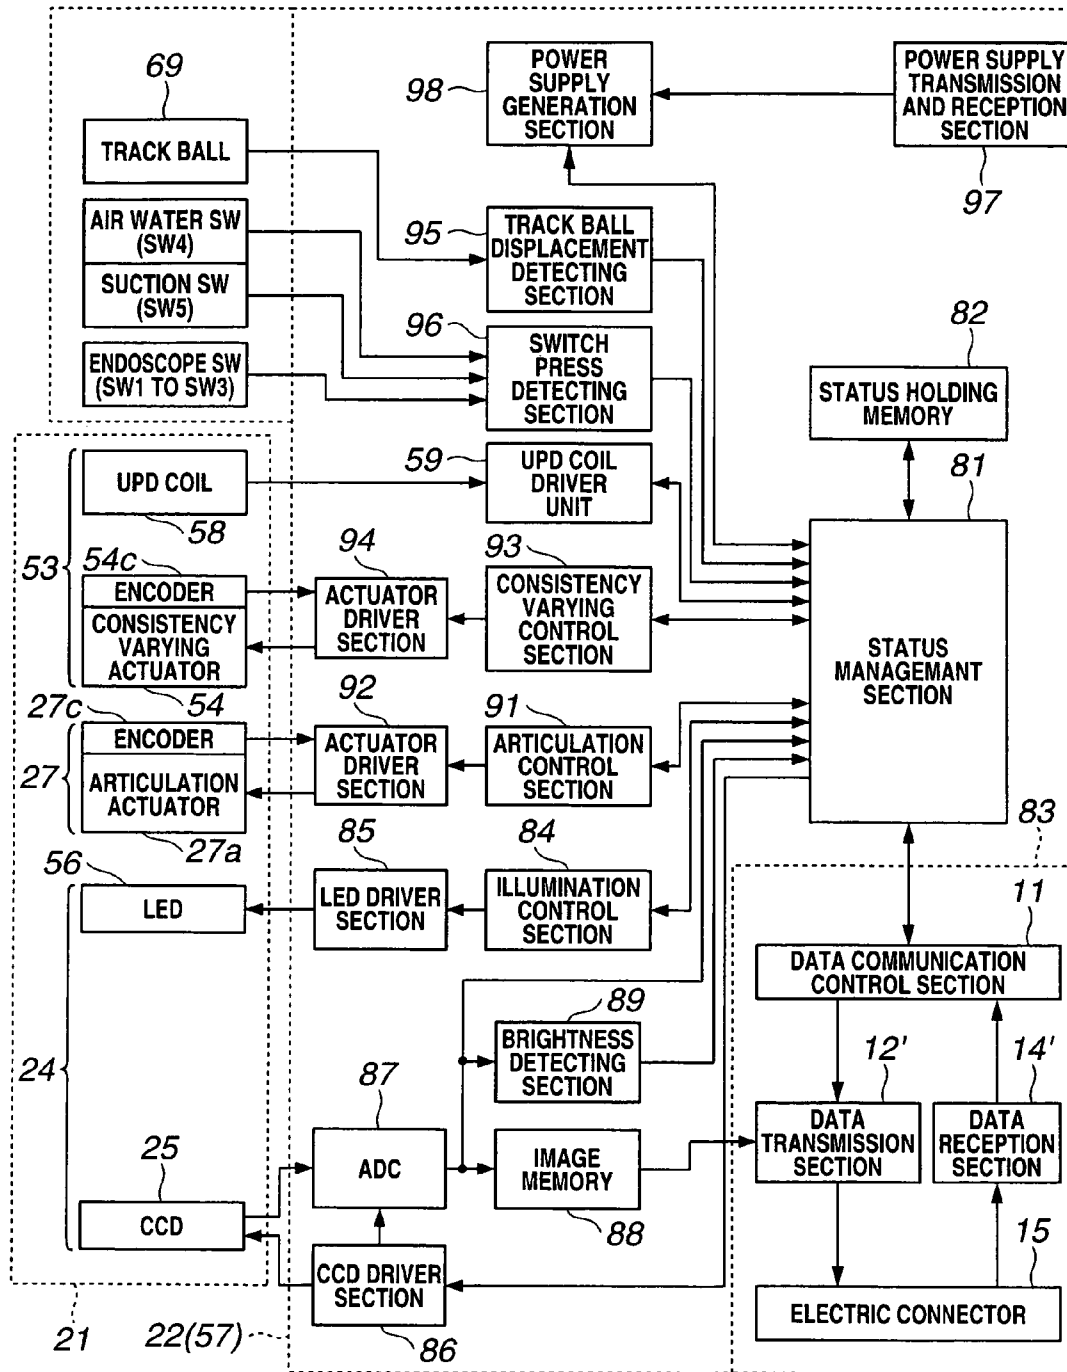 69
TRACK BALL
AIR WATER SW
(SW4)
SUCTION SW
(SW5)
ENDOSCOPE SW
(SW1 TO SW3)
98
POWER
SUPPLY
GENERATION
SECTION
POWER SUPPLY
TRANSMISSION
AND RECEPTION
SECTION
97
95
TRACK BALL
DISPLACEMENT
DETECTING
SECTION
96
SWITCH
PRESS
DETECTING
SECTION
82
STATUS HOLDING
MEMORY
53
UPD COIL
58
59
UPD COIL
DRIVER
UNIT
81
STATUS
MANAGEMANT
SECTION
54c
ENCODER
CONSISTENCY
VARYING
ACTUATOR
54
94
ACTUATOR
DRIVER
SECTION
93
CONSISTENCY
VARYING
CONTROL
SECTION
27c
27
ENCODER
ARTICULATION
ACTUATOR
27a
92
ACTUATOR
DRIVER
SECTION
91
ARTICULATION
CONTROL
SECTION
56
LED
85
LED DRIVER
SECTION
84
ILLUMINATION
CONTROL
SECTION
83
11
DATA COMMUNICATION
CONTROL SECTION
24
89
BRIGHTNESS
DETECTING
SECTION
12'
DATA
TRANSMISSION
SECTION
14'
DATA
RECEPTION
SECTION
87
ADC
IMAGE
MEMORY
88
25
CCD
CCD DRIVER
SECTION
86
15
ELECTRIC CONNECTOR
21
22(57)